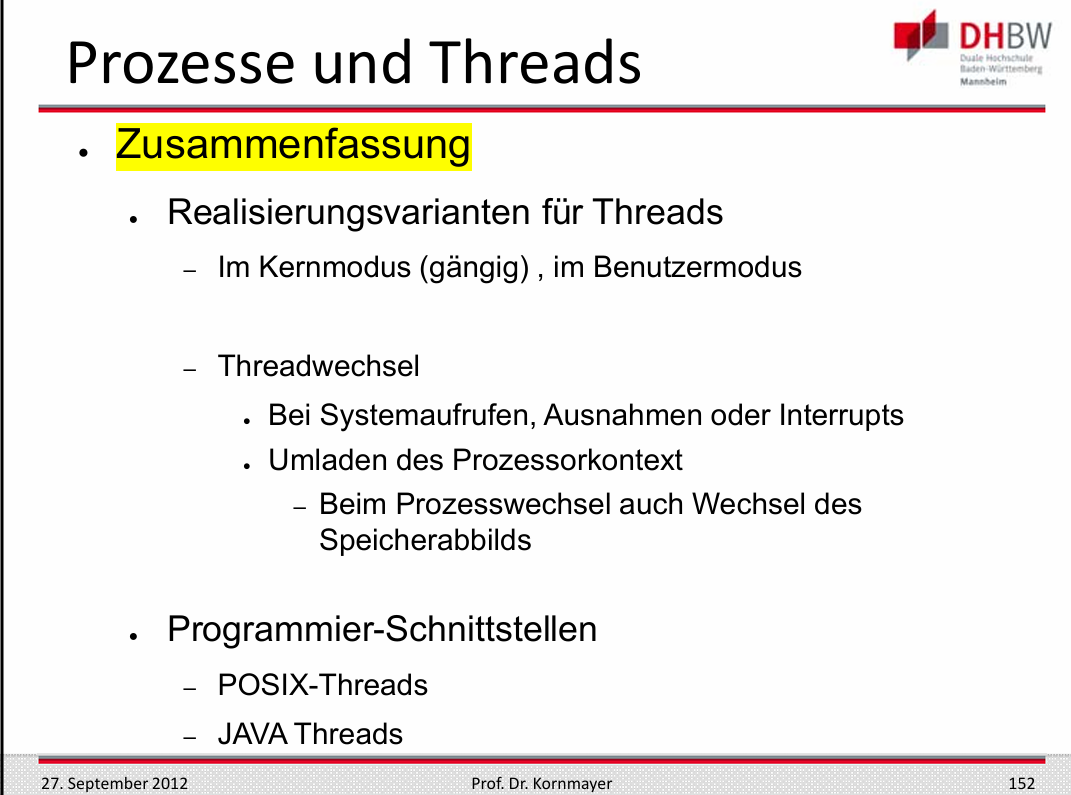 Prozesse und Threads
DHBW
Duale Hochschule
Baden-Württemberg
Mannheim
Zusammenfassung
Realisierungsvarianten für Threads
– Im Kernmodus (gängig) , im Benutzermodus
– Threadwechsel
Bei Systemaufrufen, Ausnahmen oder Interrupts
Umladen des Prozessorkontext
– Beim Prozesswechsel auch Wechsel des
Speicherabbilds
Programmier-Schnittstellen
– POSIX-Threads
– JAVA Threads
27. September 2012
Prof. Dr. Kornmayer
152